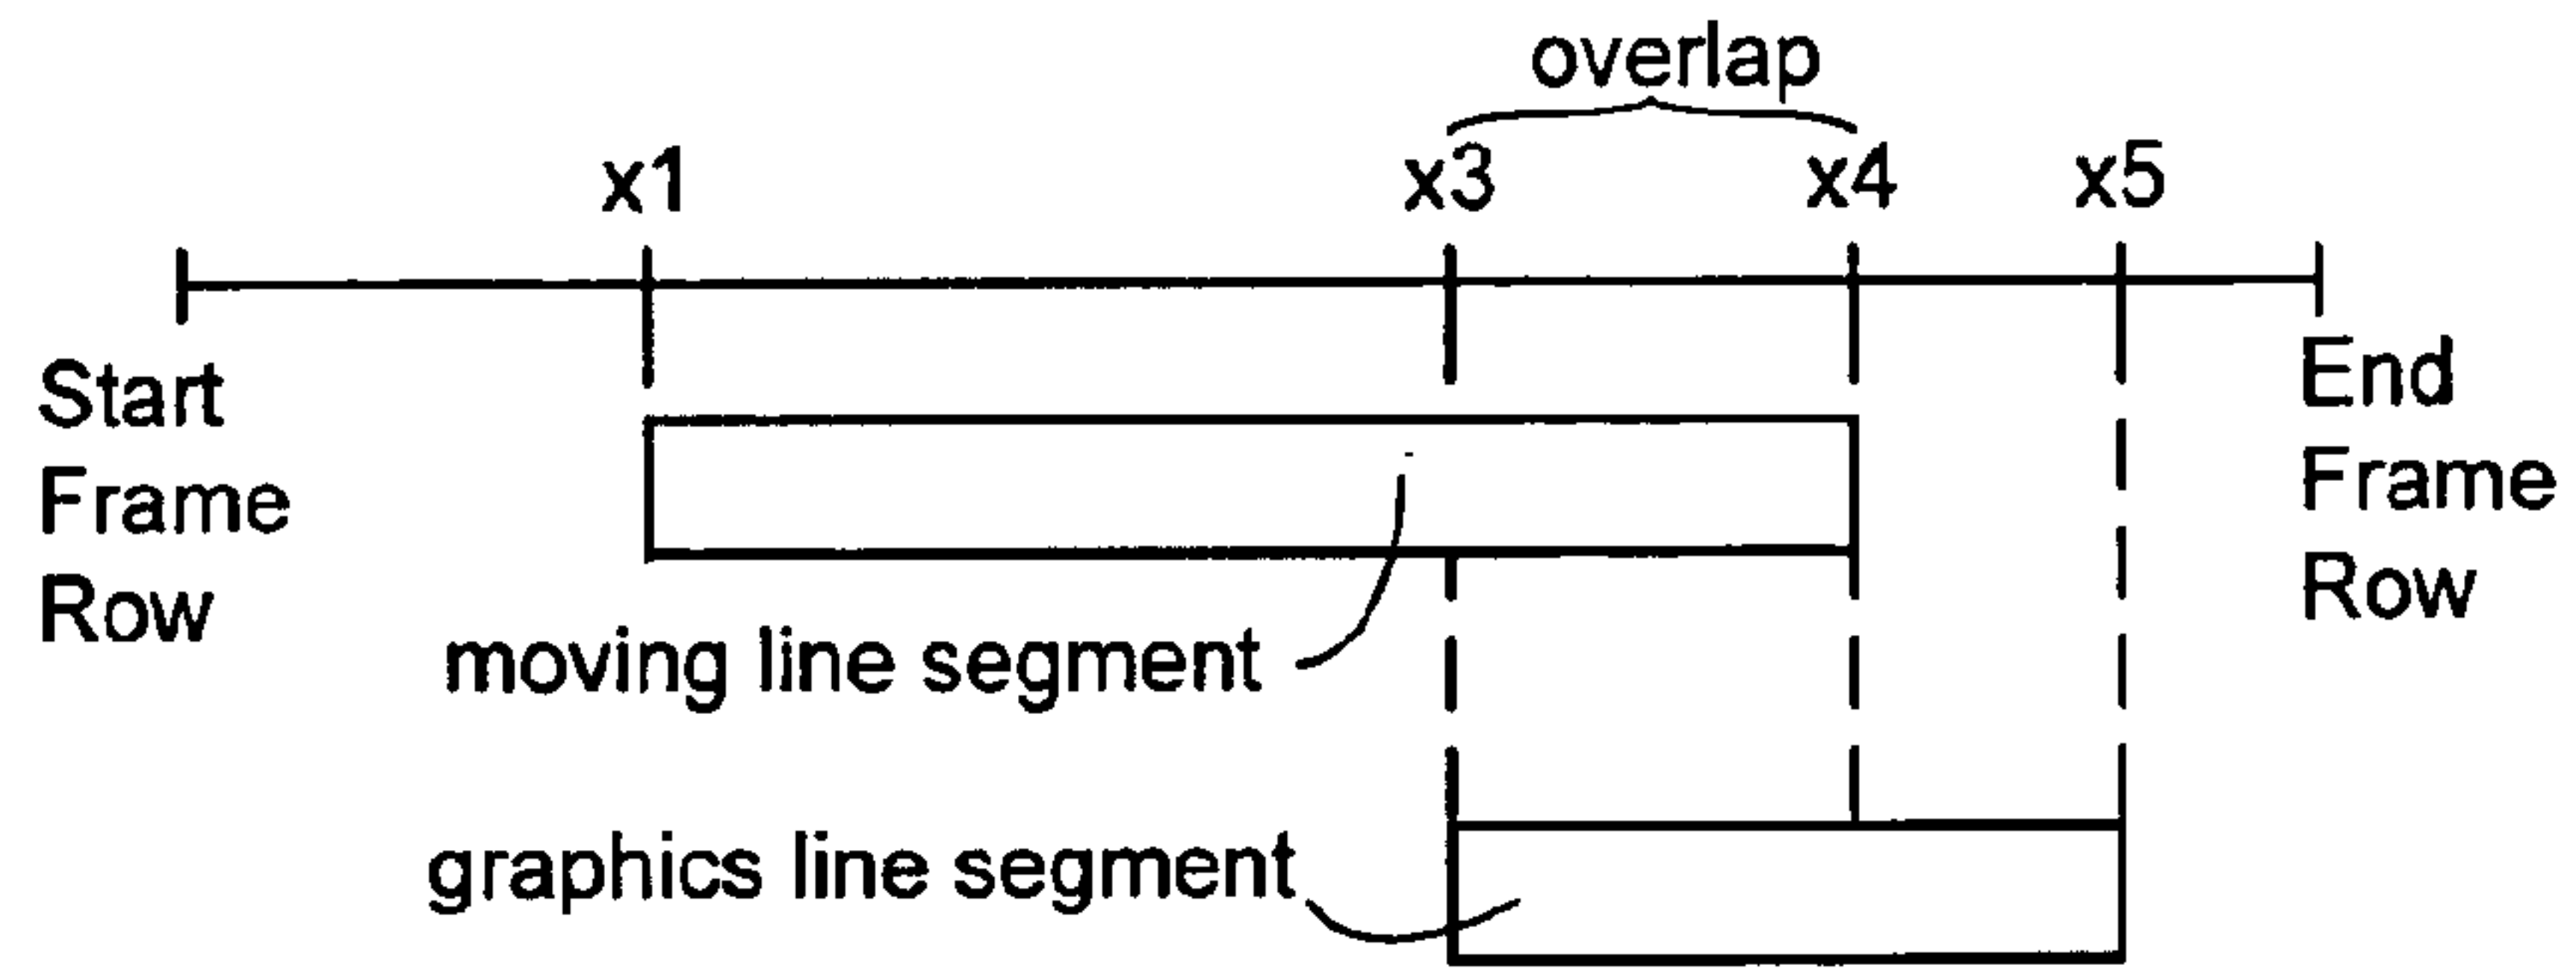 overlap
x1 x3 x4 x5
Start
Frame
Row
End
Frame
Row
moving line segment
graphics line segment